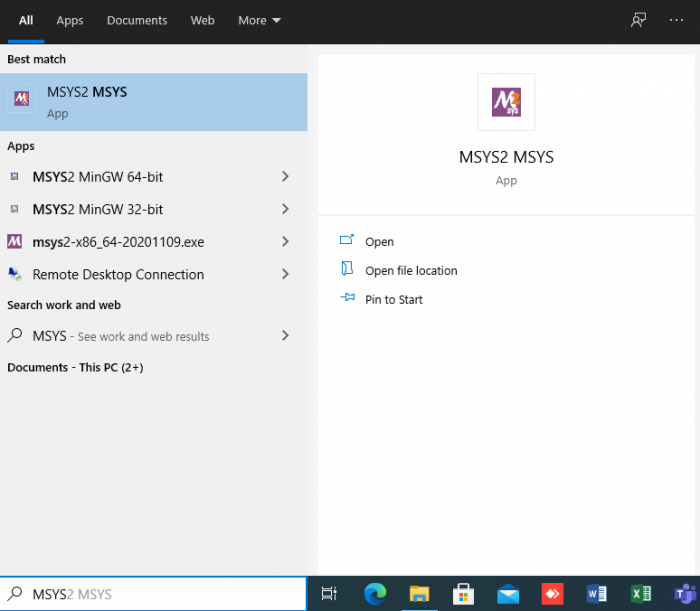 All Apps Documents Web More
Best match
MSYS2 MSYS
App
Apps
MSYS2 MinGW 64-bit
MSYS2 MinGW 32-bit
msys2-x86_64-20201109.exe
Remote Desktop Connection
Search work and web
MSYS - See work and web results
Documents - This PC (2+)
M2
sys
MSYS2 MSYS
App
Open
Open file location
Pin to Start
MSYS2 MSYS